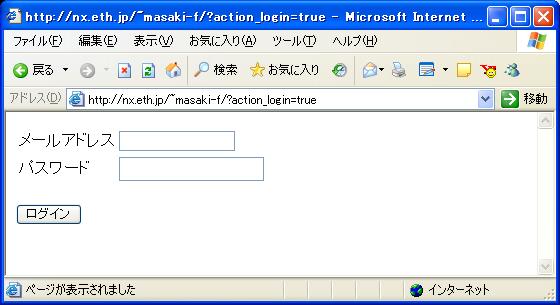 http://nx.eth.jp/~masaki-f/?action_login=true - Microsoft Internet ...
ファイル(F) 編集(E) 表示(V) お気に入り(A) ツール(T) ヘルプ(H)
戻る 検索 お気に入り
アドレス(D) http://nx.eth.jp/~masaki-f/?action_login=true 移動
メールアドレス
パスワード
ログイン
ページが表示されました インターネット